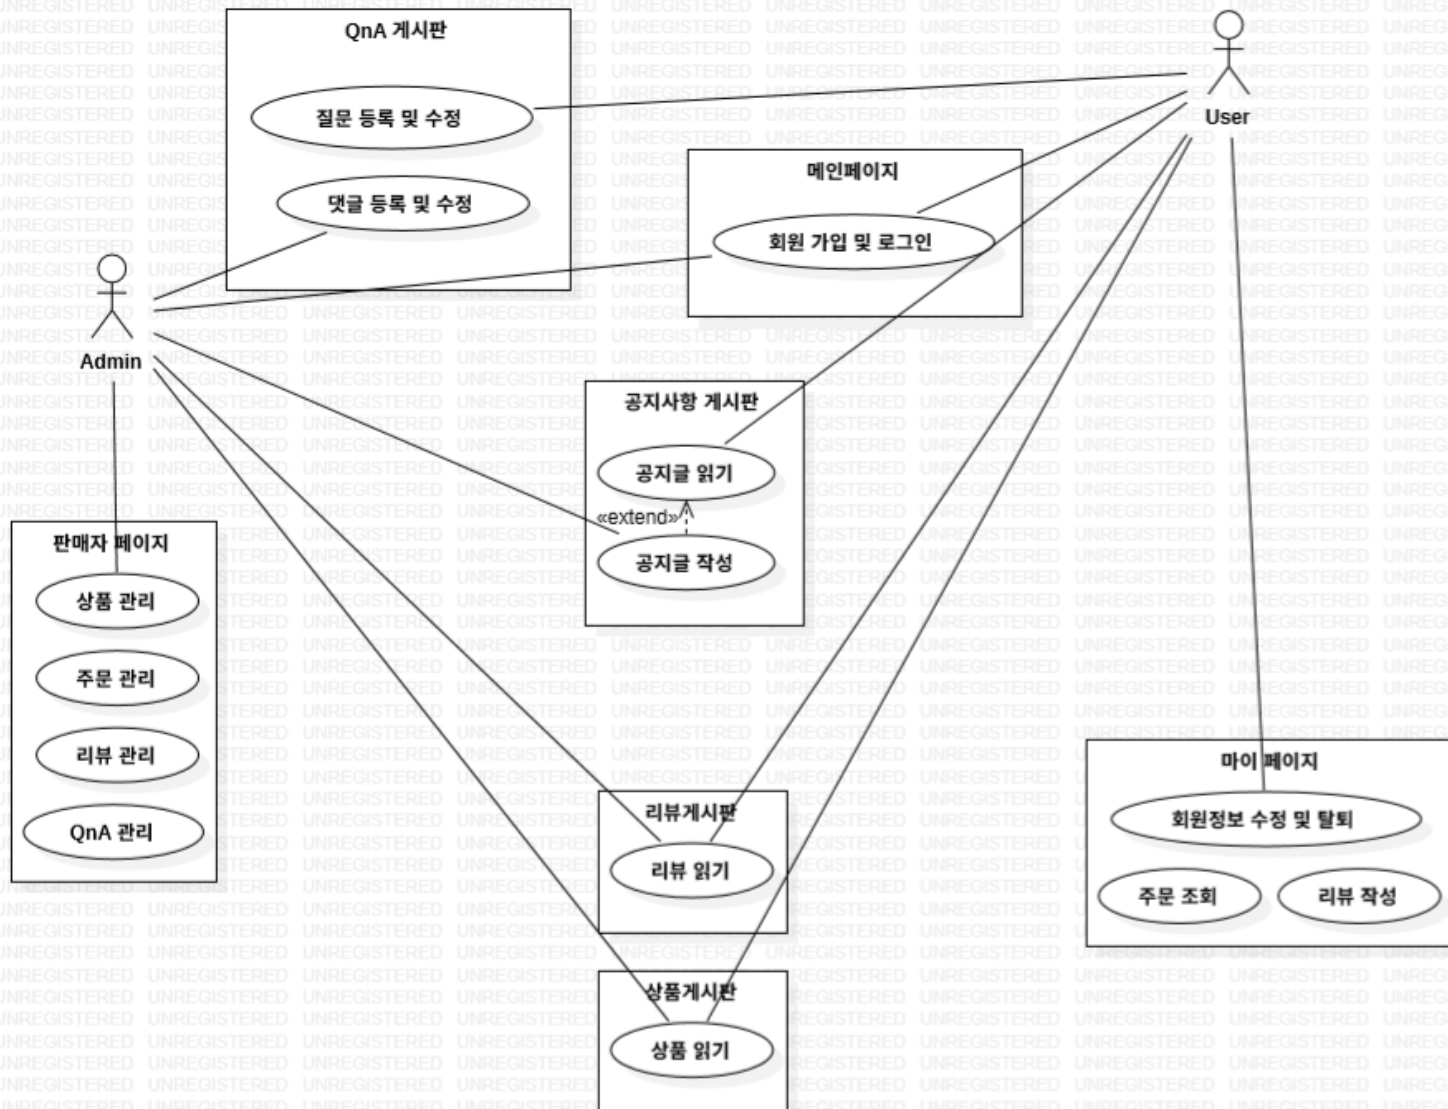 QnA 게시판
질문 등록 및 수정
댓글 등록 및 수정
User
메인페이지
회원 가입 및 로그인
Admin
공지사항 게시판
공지글 읽기
«extend»
공지글 작성
판매자 페이지
상품 관리
주문 관리
리뷰 관리
QnA 관리
리뷰게시판
리뷰 읽기
상품게시판
상품 읽기
마이 페이지
회원정보 수정 및 탈퇴
주문 조회
리뷰 작성
UNREGISTERED